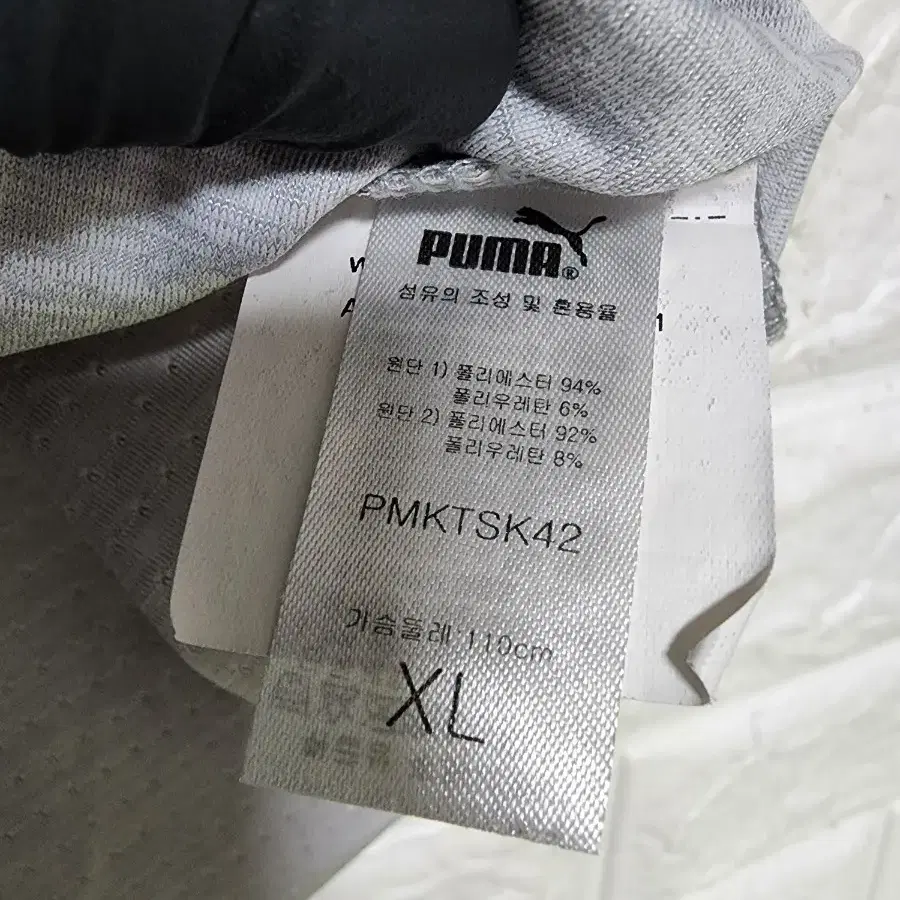 PUMA®
섬유의 조성 및 혼용율
원단 1) 폴리에스터 94%
폴리우레탄 6%
원단 2) 폴리에스터 92%
폴리우레탄 8%
PMKTSK42
가슴둘레 110cm
XL